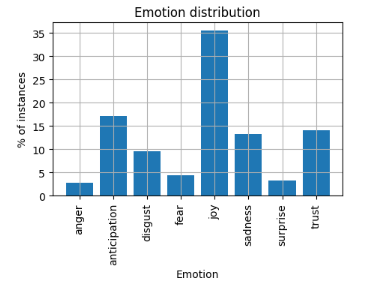 Emotion distribution
% of instances
35
30
25
20
15
10
5
0
anger
anticipation
disgust
fear
joy
sadness
surprise
trust
Emotion